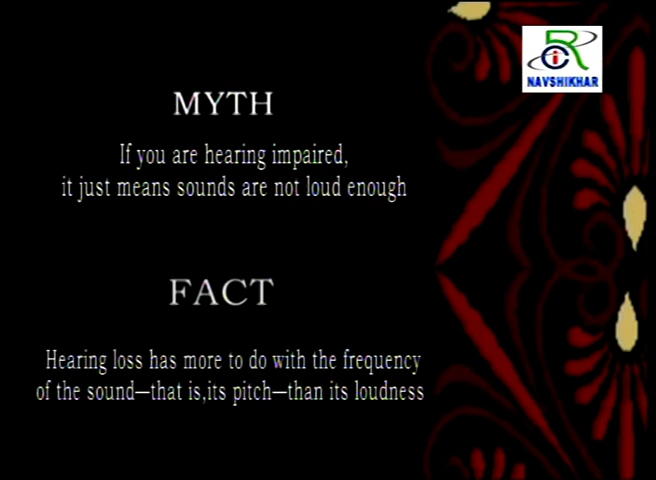 NAVSHIKHAR
MYTH
If you are hearing impaired,
it just means sounds are not loud enough
FACT
Hearing loss has more to do with the frequency
of the sound—that is,its pitch—than its loudness